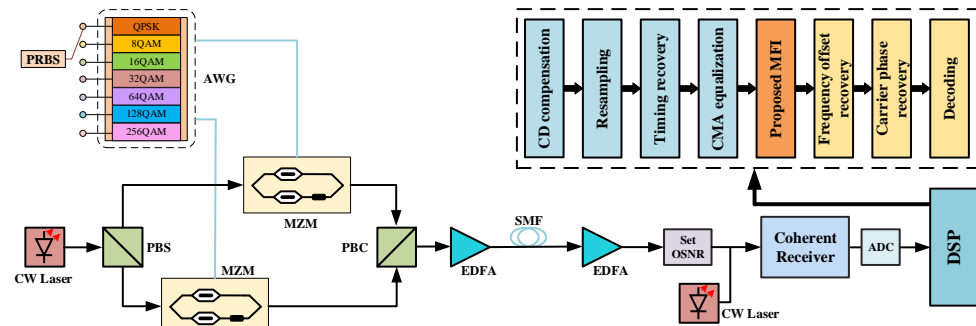 PRBS
QPSK
8QAM
16QAM
32QAM
64QAM
128QAM
256QAM
AWG
CD compensation
Resampling
Timing recovery
CMA equalization
Proposed MFI
Frequency offset
recovery
Carrier phase
recovery
Decoding
MZM
CW Laser
PBS
MZM
PBC
EDFA
SMF
EDFA
Set
OSNR
CW Laser
Coherent
Receiver
ADC
DSP